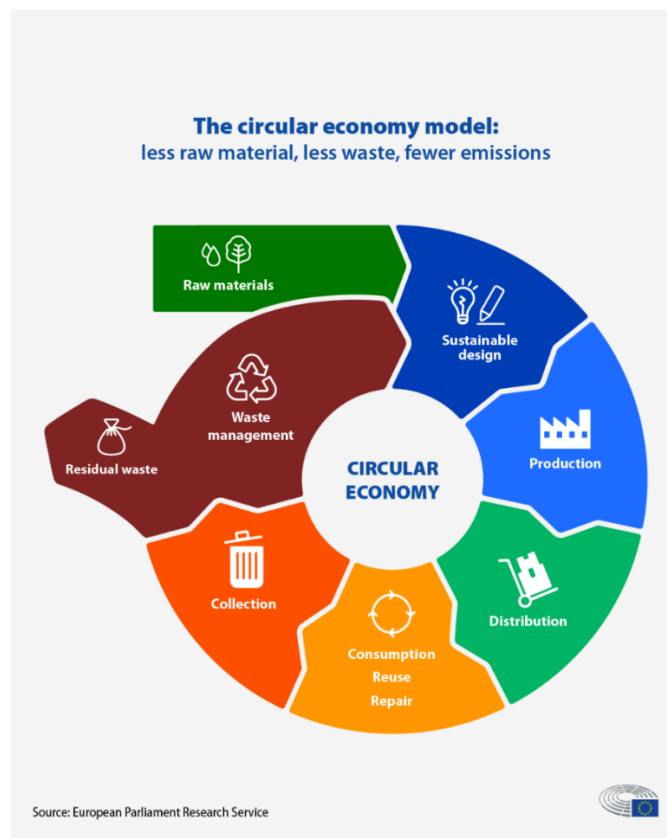 The circular economy model:
less raw material, less waste, fewer emissions
Raw materials
Sustainable
design
Production
Distribution
Consumption
Reuse
Repair
Collection
Waste
management
Residual waste
CIRCULAR
ECONOMY
Source: European Parliament Research Service